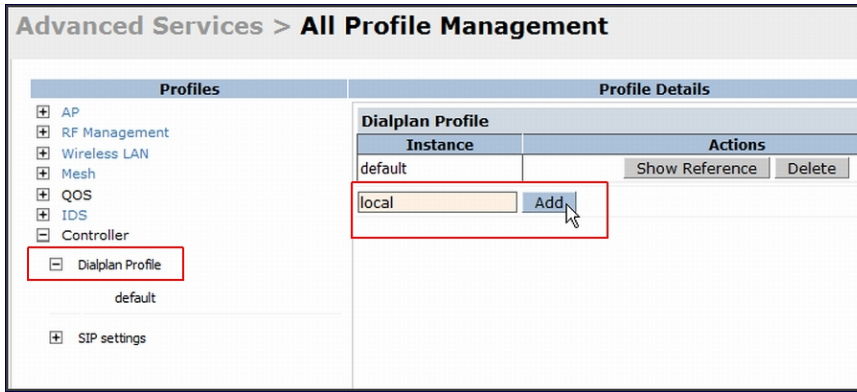 Advanced Services > All Profile Management
Profiles
AP
RF Management
Wireless LAN
Mesh
QOS
IDS
Controller
Dialplan Profile
default
SIP settings
Profile Details
Dialplan Profile
Instance Actions
default Show Reference Delete
local Add